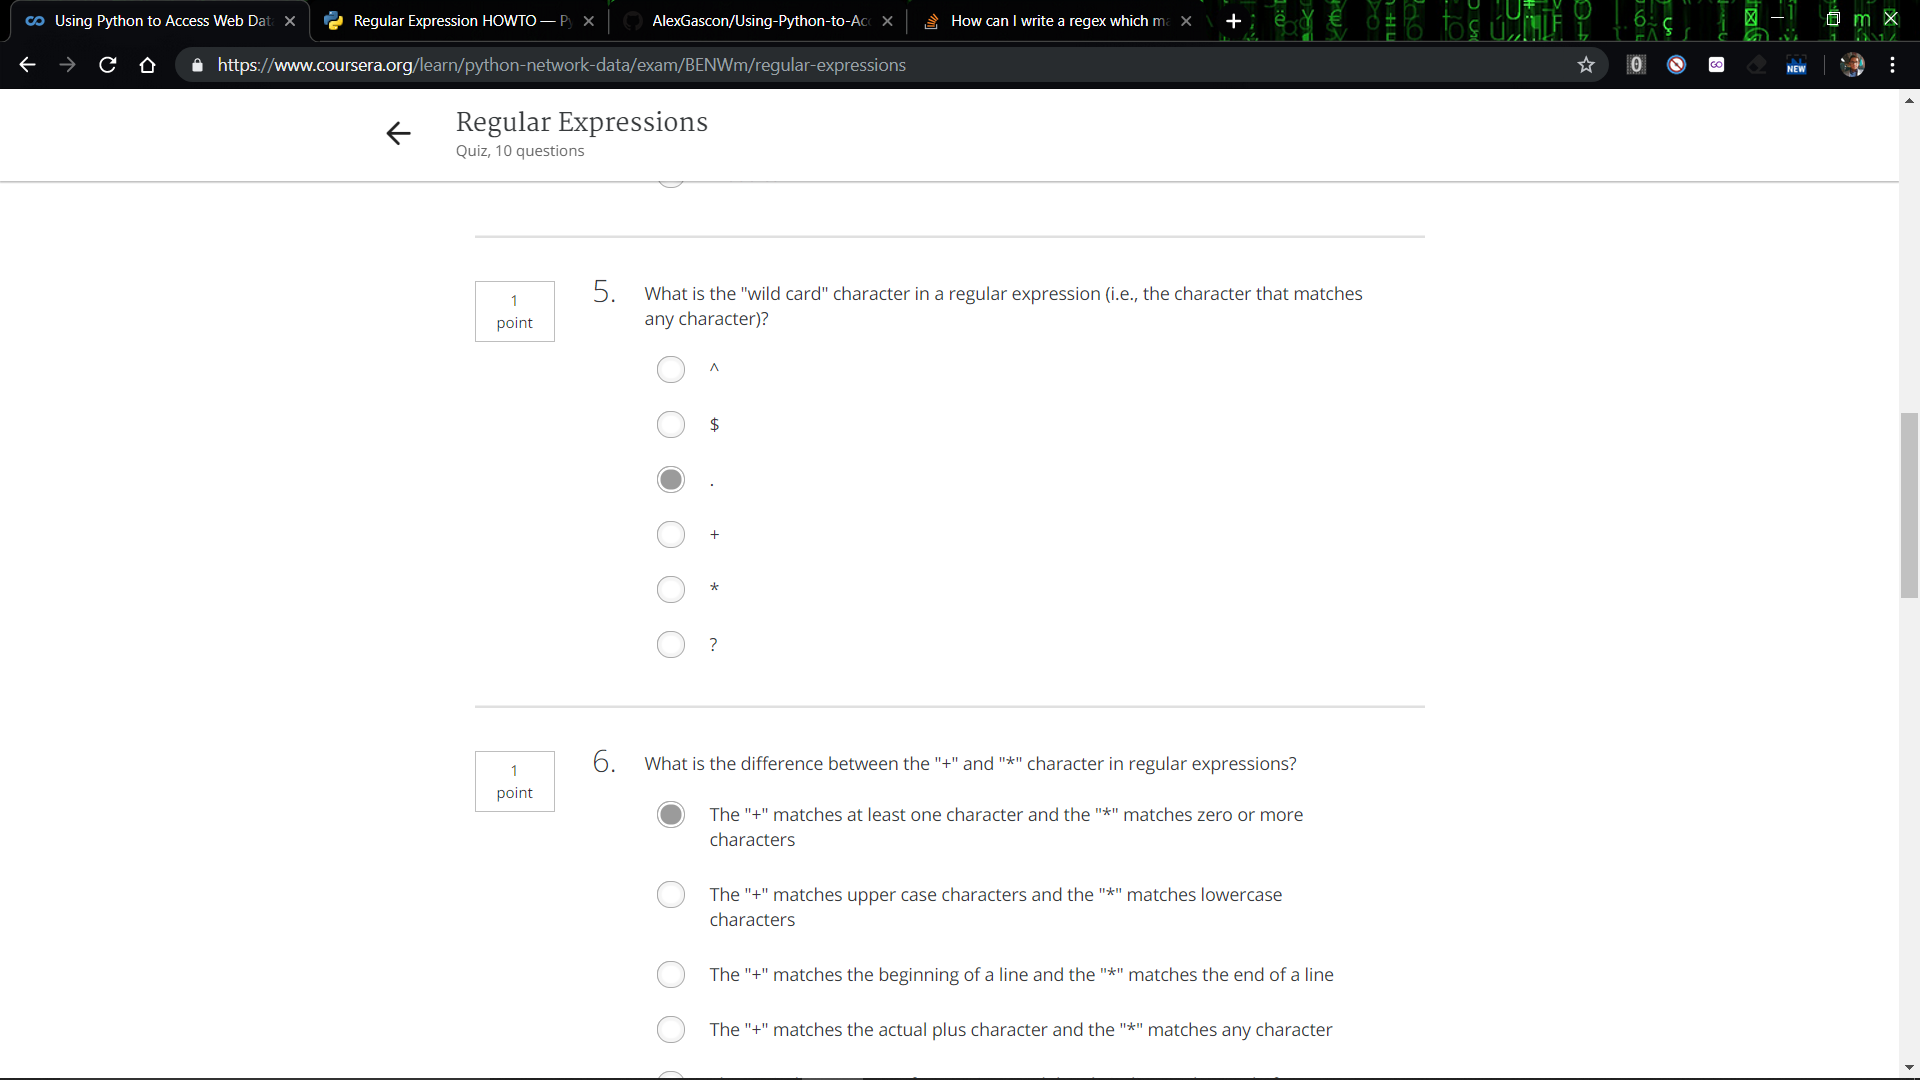 Using Python to Access Web Dat
Regular Expression HOWTO — P
AlexGascon/Using-Python-to-Ac
How can I write a regex which ma
https://www.coursera.org/learn/python-network-data/exam/BENWm/regular-expressions
NEW
Regular Expressions
Quiz, 10 questions
1
point
5.
What is the "wild card" character in a regular expression (i.e., the character that matches
any character)?
^
$
.
+
*
?
1
point
6.
What is the difference between the "+" and "*" character in regular expressions?
The "+" matches at least one character and the "*" matches zero or more
characters
The "+" matches upper case characters and the "*" matches lowercase
characters
The "+" matches the beginning of a line and the "*" matches the end of a line
The "+" matches the actual plus character and the "*" matches any character